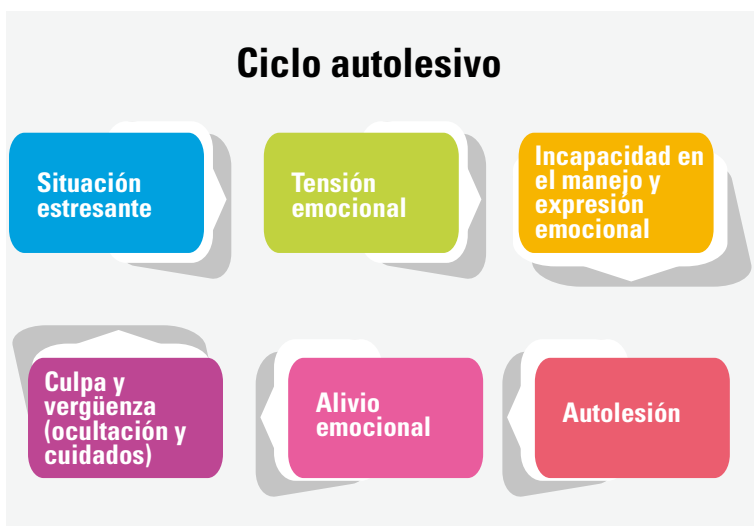 Ciclo autolesivo
Situación
estresante
Tensión
emocional
Incapacidad en
el manejo y
expresión
emocional
Culpa y
vergüenza
(ocultación y
cuidados)
Alivio
emocional
Autolesión